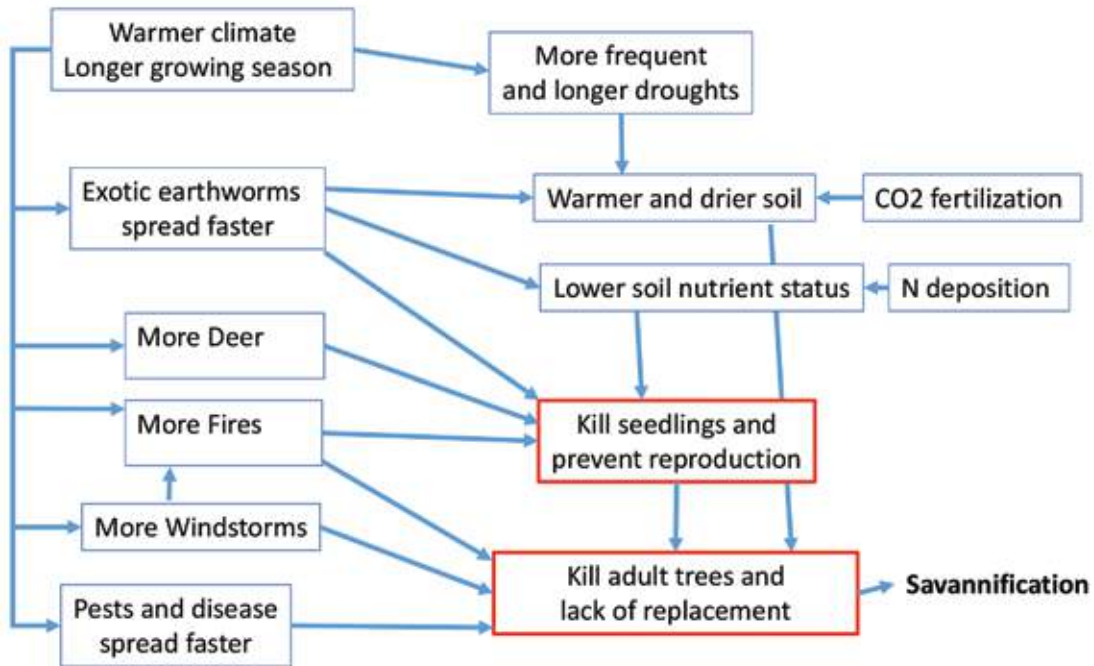 Warmer climate
Longer growing season
More frequent
and longer droughts
Exotic earthworms
spread faster
Warmer and drier soil
CO2 fertilization
Lower soil nutrient status
N deposition
More Deer
More Fires
Kill seedlings and
prevent reproduction
More Windstorms
Kill adult trees and
lack of replacement
Savannification
Pests and disease
spread faster